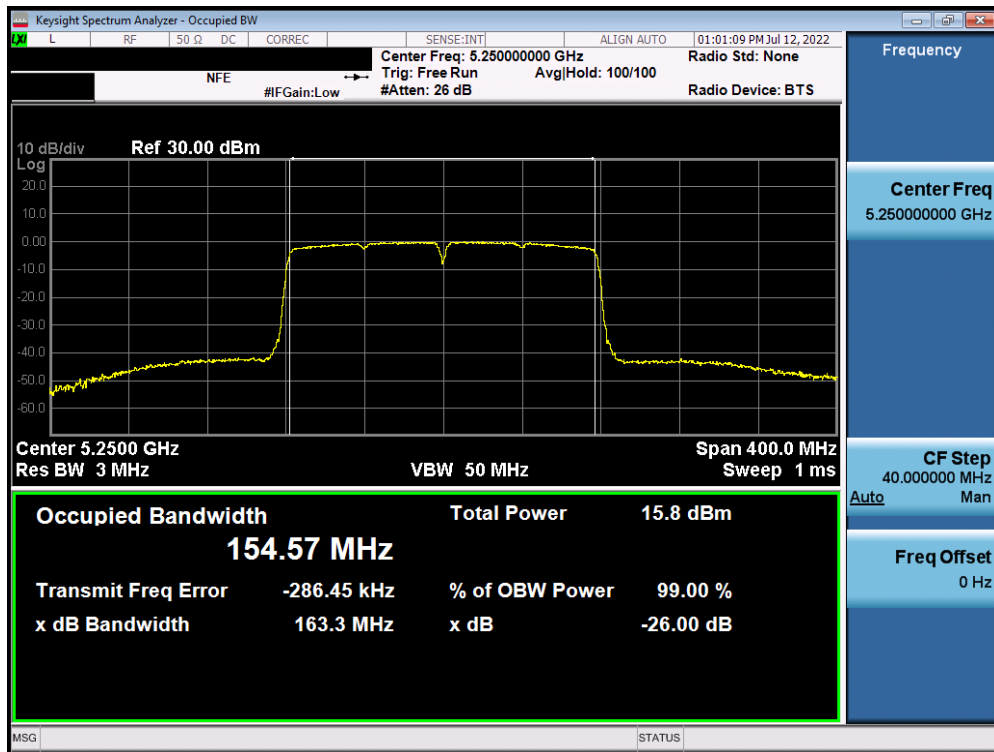 Keysight Spectrum Analyzer - Occupied BW
LXI L RF 50 Ω DC CORREC SENSE:INT ALIGN AUTO 01:01:09 PM Jul 12, 2022
Center Freq: 5.250000000 GHz Radio Std: None
NFE Trig: Free Run Avg|Hold: 100/100
#IFGain:Low #Atten: 26 dB Radio Device: BTS
10 dB/div Ref 30.00 dBm
Log
20.0
10.0
0.00
-10.0
-20.0
-30.0
-40.0
-50.0
-60.0
Center 5.2500 GHz Span 400.0 MHz
Res BW 3 MHz VBW 50 MHz Sweep 1 ms
Occupied Bandwidth Total Power 15.8 dBm
154.57 MHz
Transmit Freq Error -286.45 kHz % of OBW Power 99.00 %
x dB Bandwidth 163.3 MHz x dB -26.00 dB
MSG STATUS
Frequency
Center Freq
5.250000000 GHz
CF Step
40.000000 MHz
Auto Man
Freq Offset
0 Hz